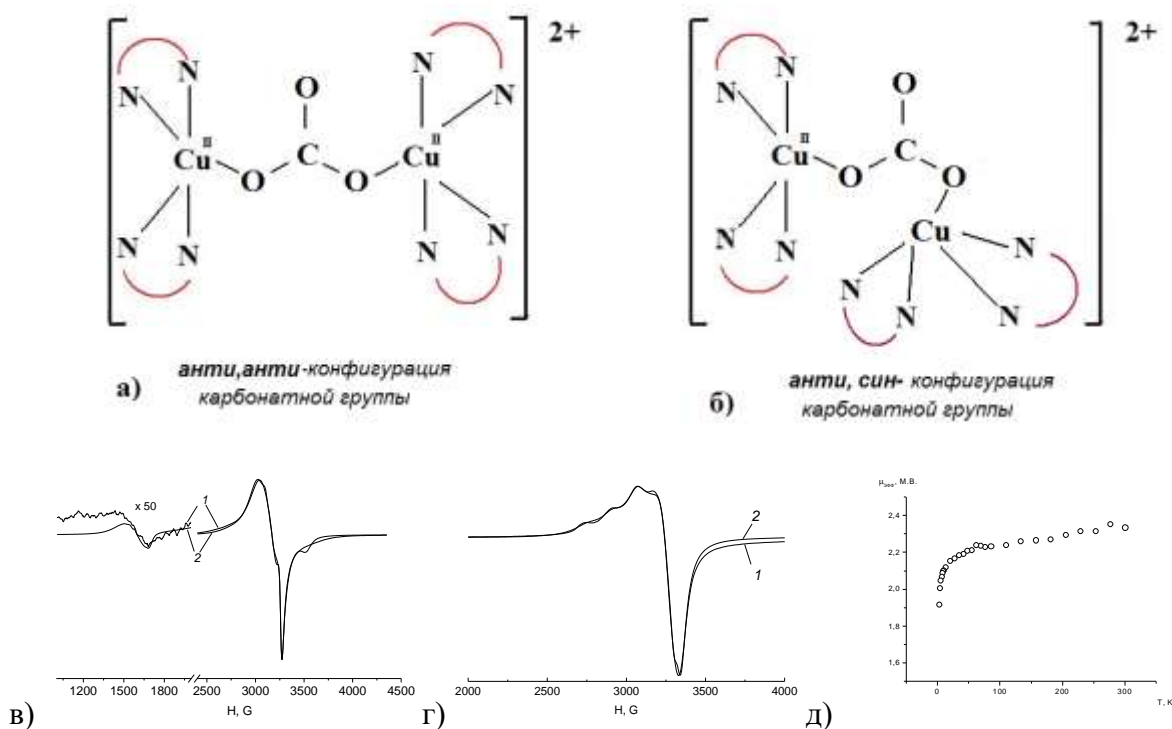 2+
2+
N N N N
O
Cu II C Cu II
O O
N N N N
анти,анти-конфигурация
а) карбонатной группы
N N
O
Cu II C
O O
Cu
N N N
N N N
анти, син- конфигурация
б) карбонатной группы
x 50
1
2
1200 1500 1800 2500 3000 3500 4000 4500
H, G
в)
2
1
2000 2500 3000 3500 4000
H, G
г)
μэфф, М.В.
2,4
2,2
2,0
1,8
1,6
0 100 200 300
T, K
д)